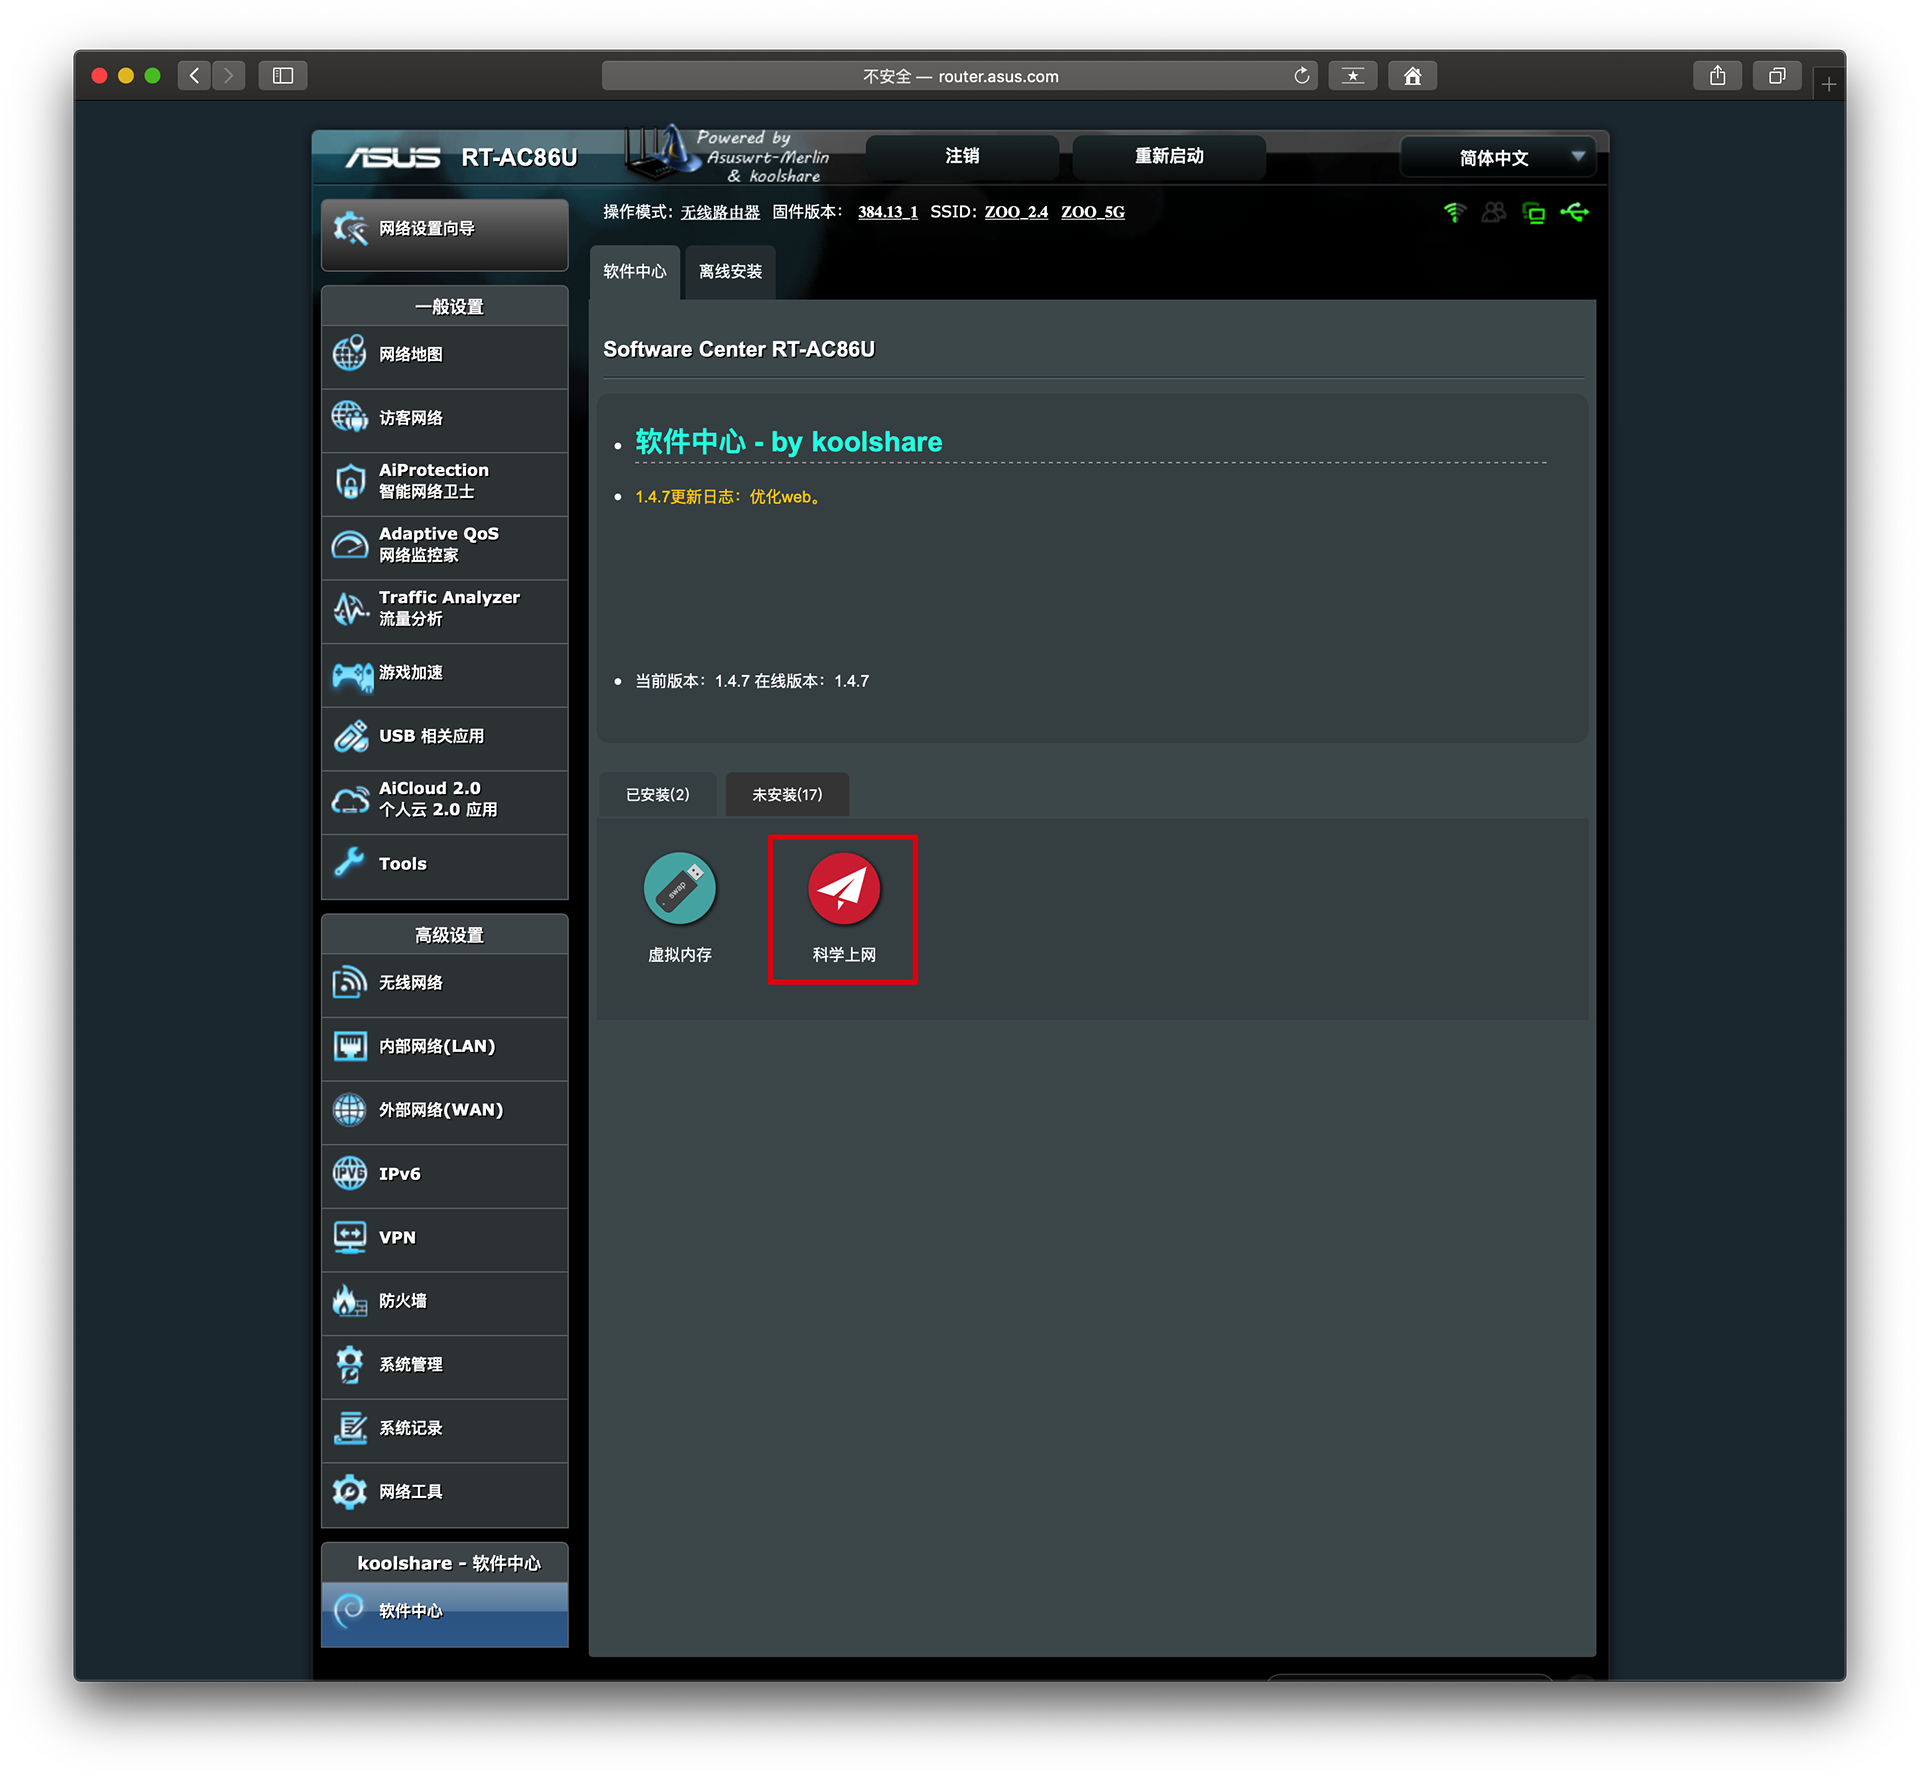 不安全 — router.asus.com
ASUS RT-AC86U
Powered by
Asuswrt-Merlin
& koolshare
注销
重新启动
简体中文
操作模式：无线路由器 固件版本：384.13_1 SSID：ZOO_2.4 ZOO_5G
网络设置向导
一般设置
网络地图
访客网络
AiProtection
智能网络卫士
Adaptive QoS
网络监控家
Traffic Analyzer
流量分析
游戏加速
USB 相关应用
AiCloud 2.0
个人云 2.0 应用
Tools
高级设置
无线网络
内部网络(LAN)
外部网络(WAN)
IPV6
IPv6
VPN
防火墙
系统管理
系统记录
网络工具
koolshare - 软件中心
软件中心
软件中心
离线安装
Software Center RT-AC86U
软件中心 - by koolshare
1.4.7更新日志：优化web。
当前版本：1.4.7 在线版本：1.4.7
已安装(2)
未安装(17)
swap
虚拟内存
科学上网